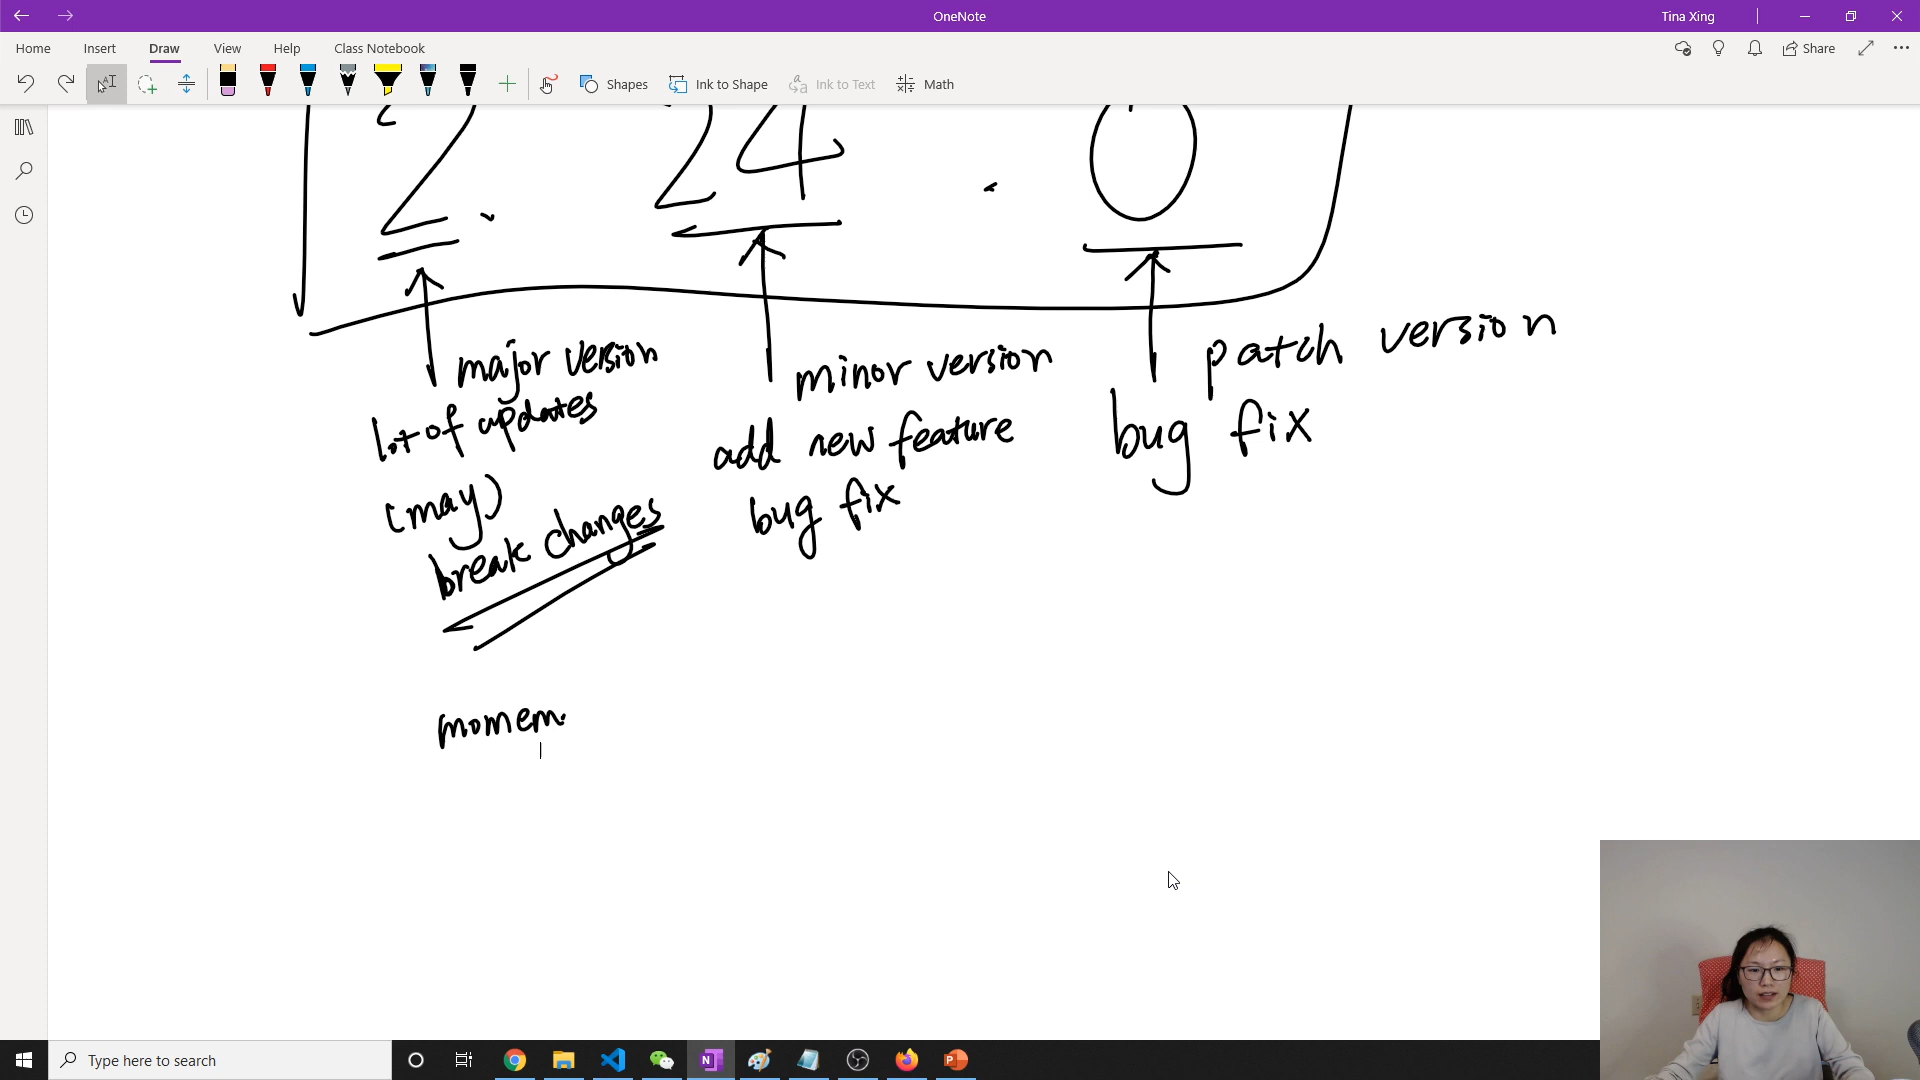 OneNote
Tina Xing
Home Insert Draw View Help Class Notebook
Share
Shapes Ink to Shape Ink to Text Math
2. 24 . 0
major version
minor version
patch version
lot of updates
add new feature
bug fix
(may)
bug fix
break changes
momem.
Type here to search